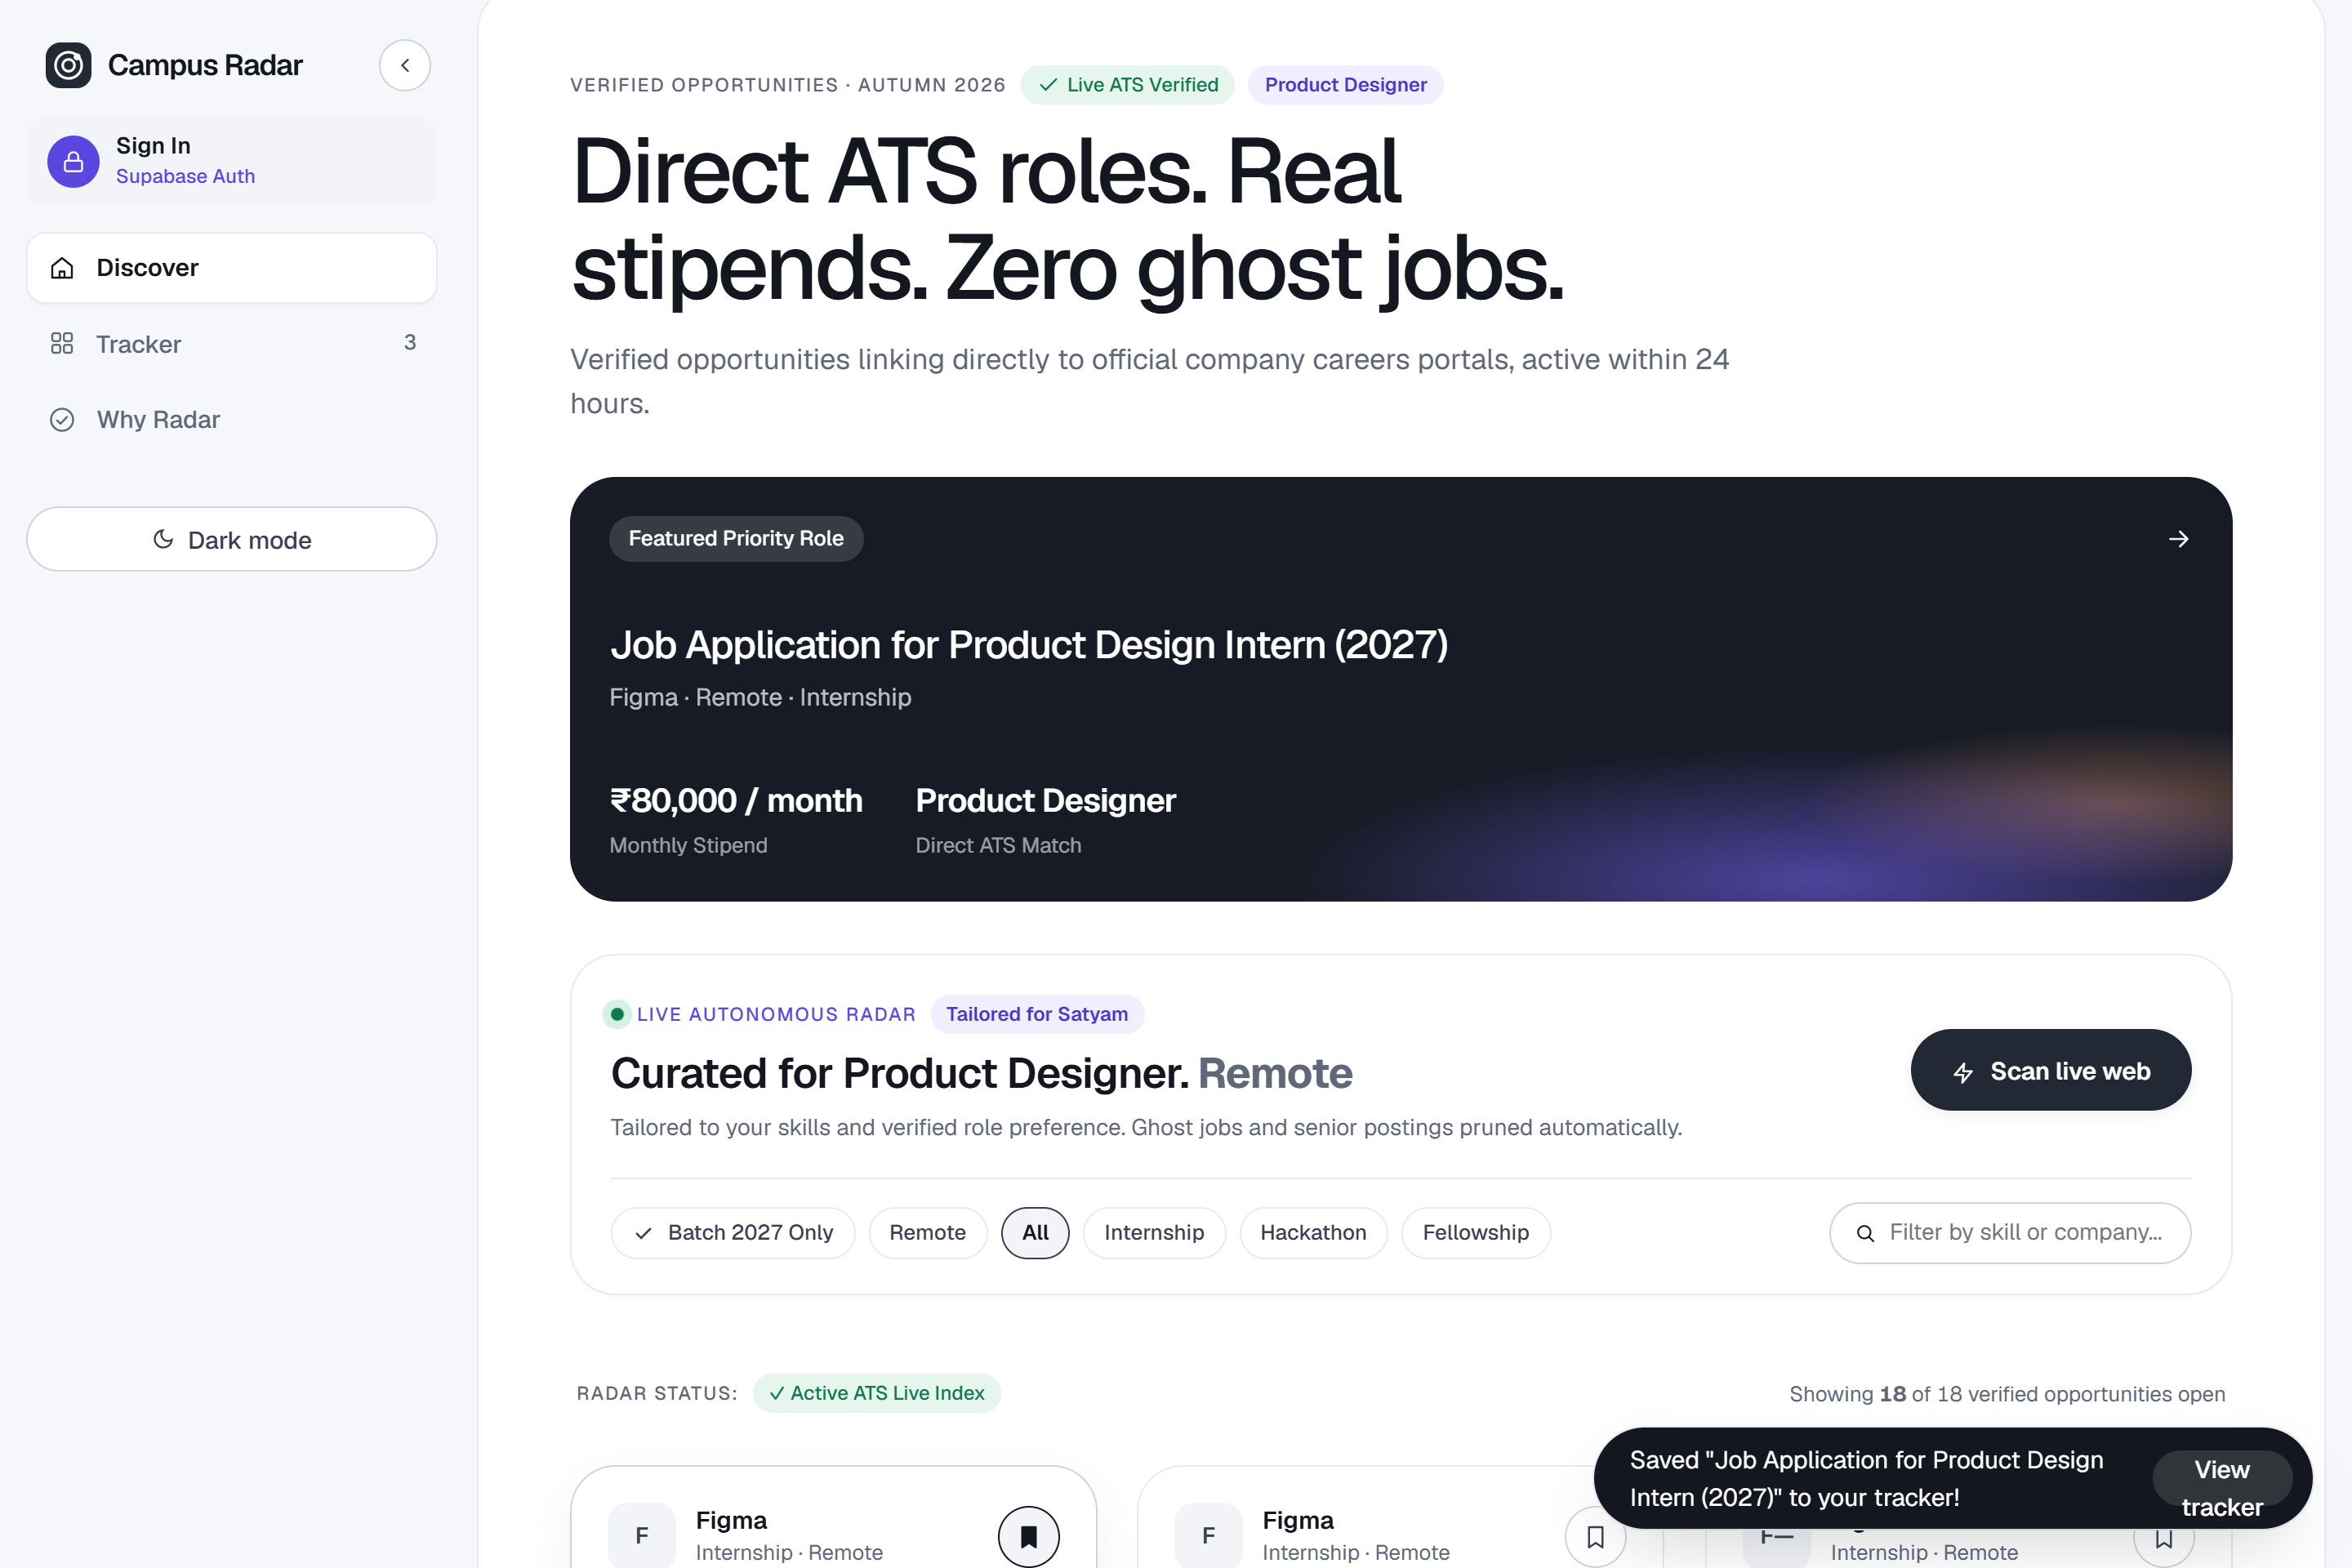 Campus Radar
Sign In
Supabase Auth
Discover
Tracker 3
Why Radar
Dark mode
VERIFIED OPPORTUNITIES · AUTUMN 2026 Live ATS Verified Product Designer
Direct ATS roles. Real
stipends. Zero ghost jobs.
Verified opportunities linking directly to official company careers portals, active within 24
hours.
Featured Priority Role
Job Application for Product Design Intern (2027)
Figma · Remote · Internship
₹80,000 / month Product Designer
Monthly Stipend Direct ATS Match
LIVE AUTONOMOUS RADAR Tailored for Satyam
Curated for Product Designer. Remote
Tailored to your skills and verified role preference. Ghost jobs and senior postings pruned automatically.
Scan live web
Batch 2027 Only Remote All Internship Hackathon Fellowship Filter by skill or company...
RADAR STATUS: ✓ Active ATS Live Index Showing 18 of 18 verified opportunities open
F Figma
Internship · Remote
F Figma
Internship · Remote
Internship · Remote
Saved "Job Application for Product Design
Intern (2027)" to your tracker!
View
tracker